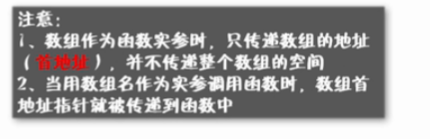 注意：
1、数组作为函数实参时，只传递数组的地址
（首地址），并不传递整个数组的空间
2、当用数组名作为实参调用函数时，数组首
地址指针就被传递到函数中